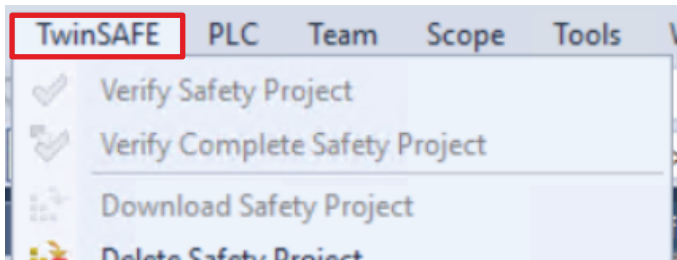 TwinSAFE PLC Team Scope Tools
Verify Safety Project
Verify Complete Safety Project
Download Safety Project
Delete Safety Project